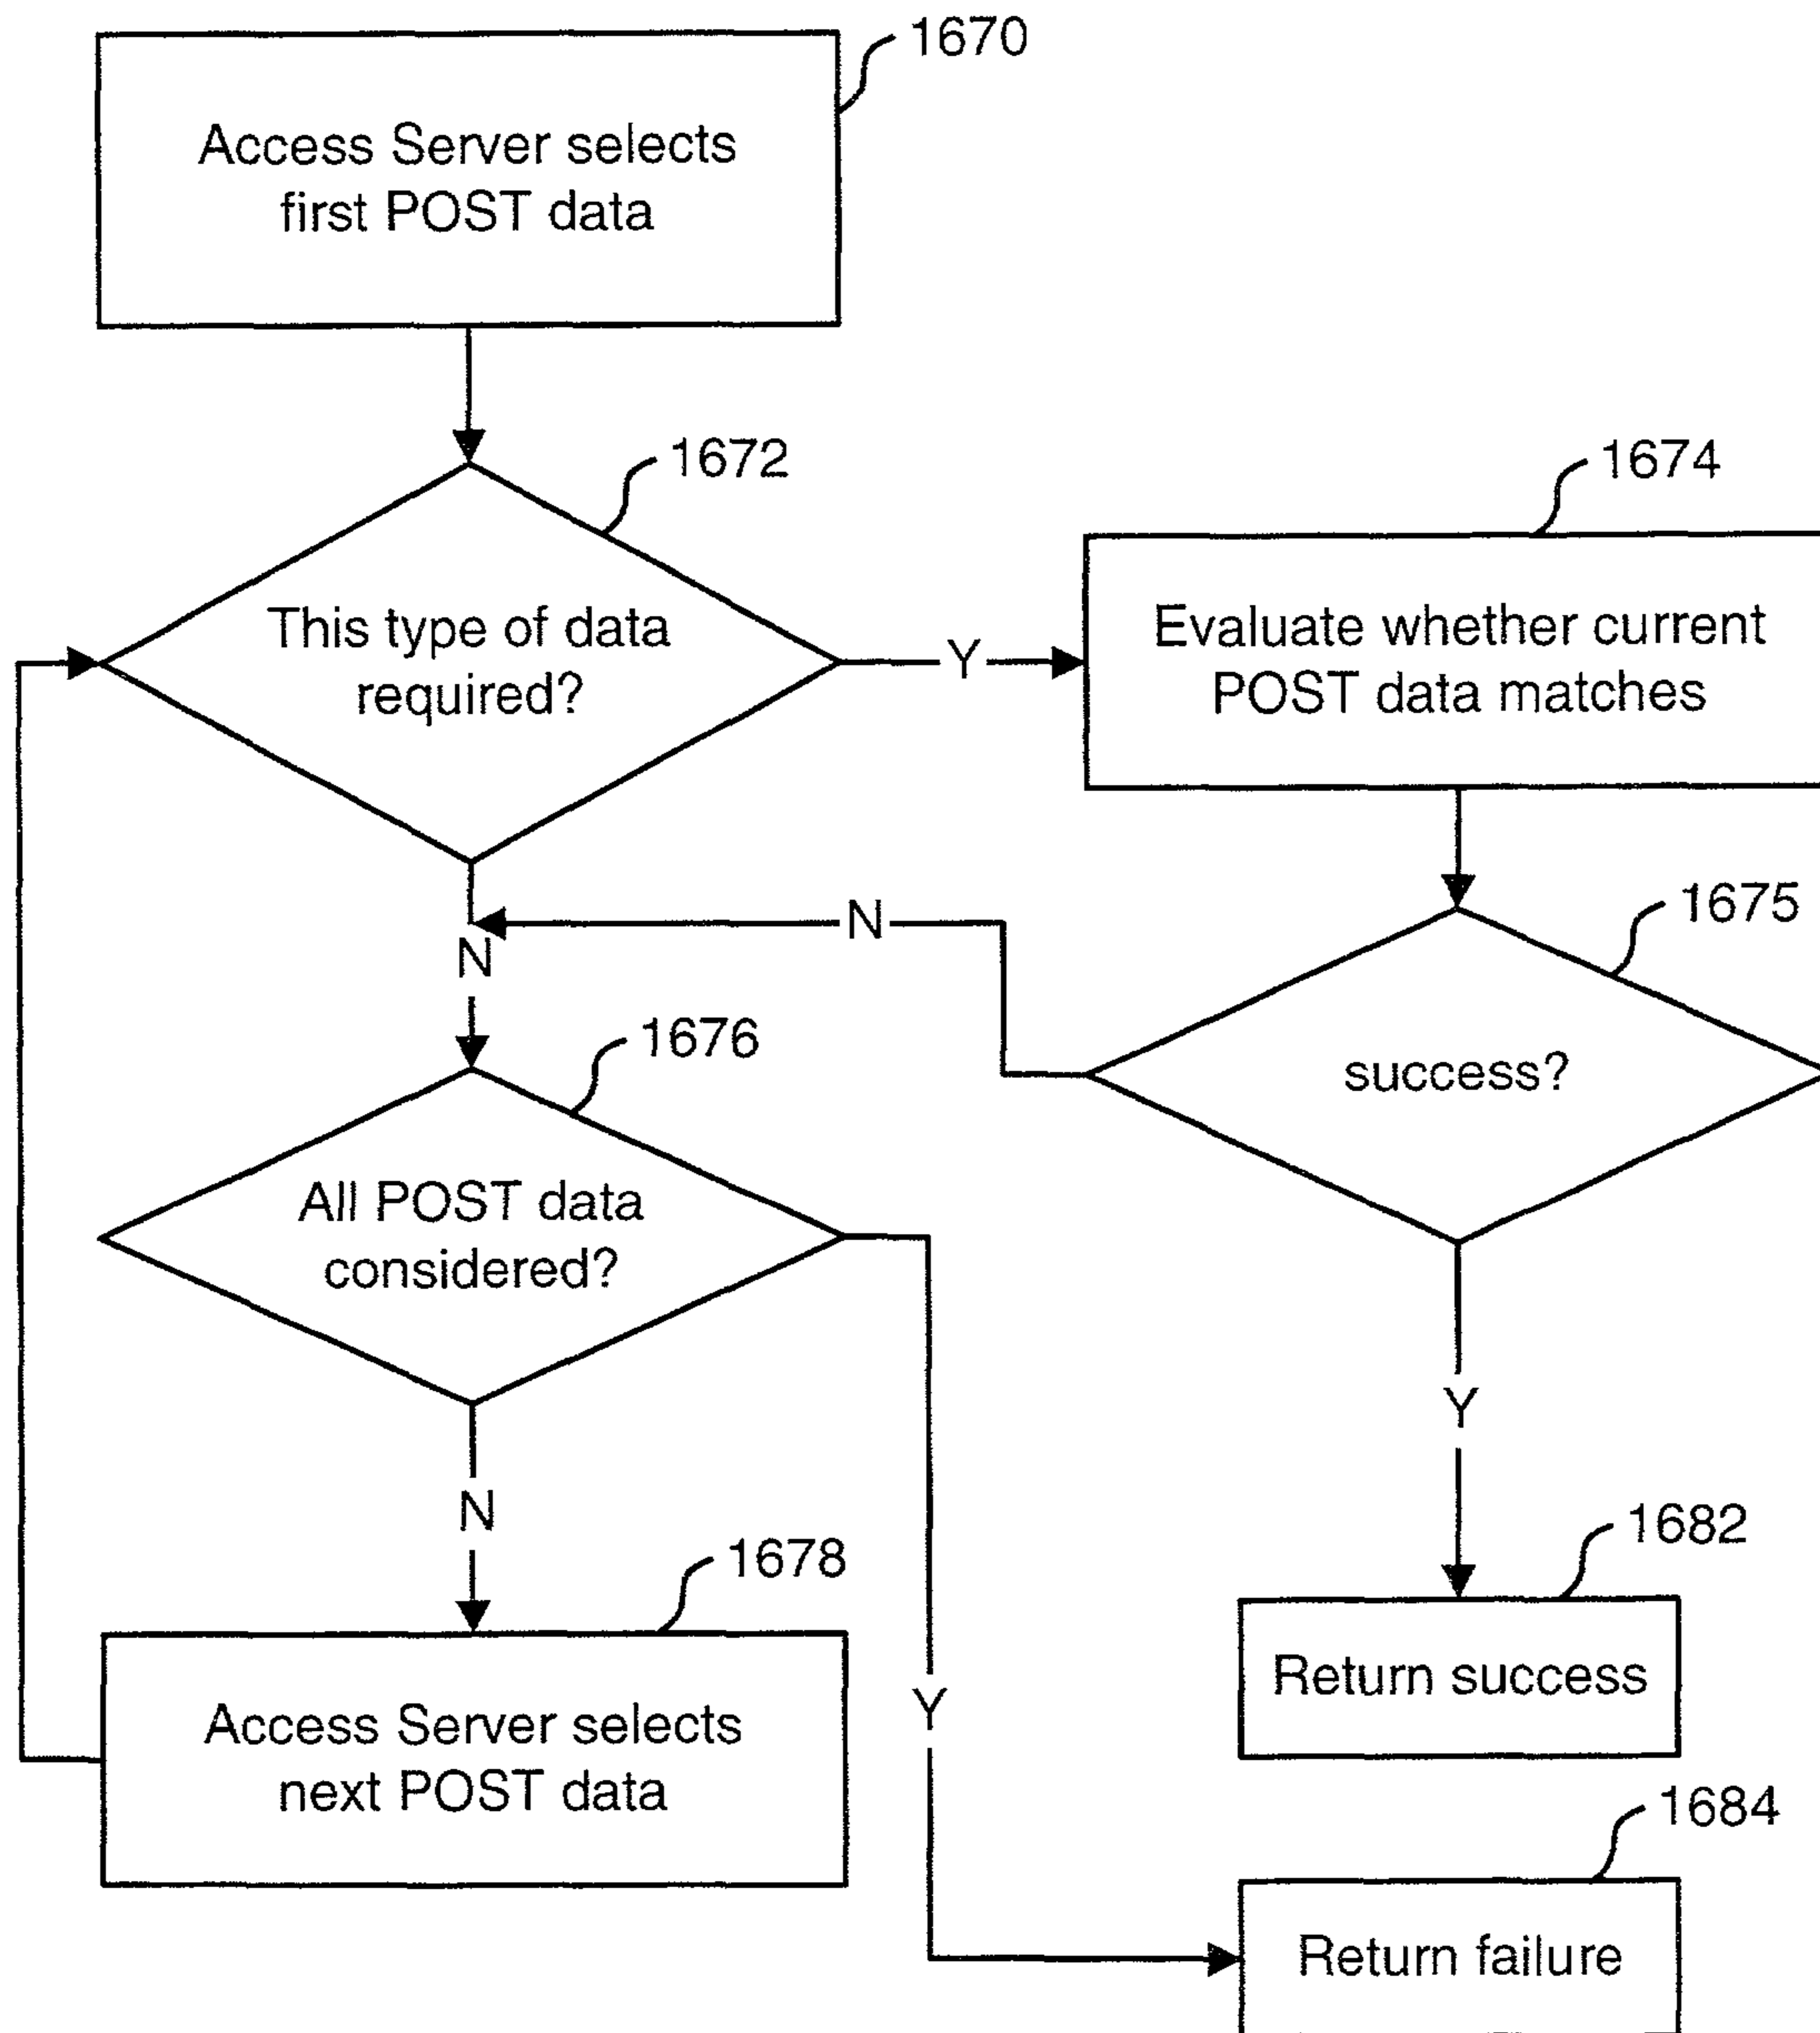 1670
Access Server selects
first POST data
1672
This type of data
required?
Y
1674
Evaluate whether current
POST data matches
N
N
1675
success?
1676
All POST data
considered?
Y
N
1678
Access Server selects
next POST data
Y
1682
Return success
1684
Return failure